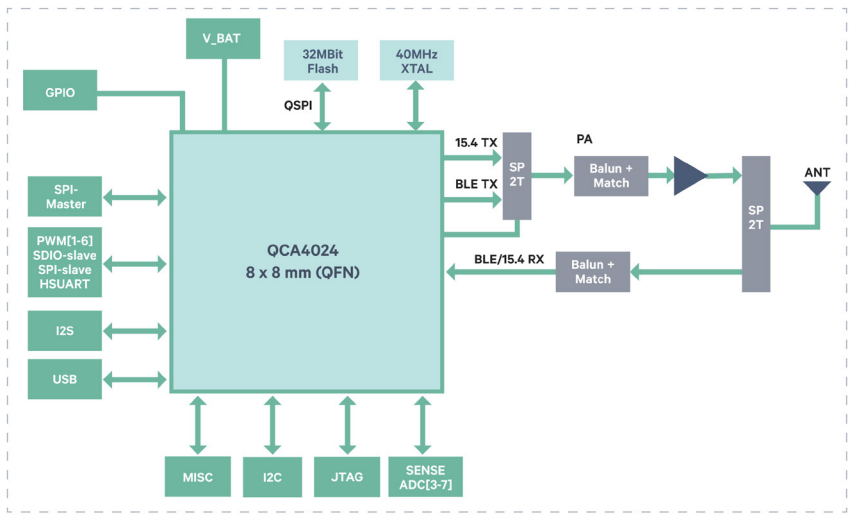 V_BAT
32MBit
Flash
40MHz
XTAL
GPIO
QSPI
15.4 TX
SP
2T
PA
Balun +
Match
SPI-
Master
BLE TX
ANT
SP
2T
PWM[1-6]
SDIO-slave
SPI-slave
HSUART
QCA4024
8 x 8 mm (QFN)
BLE/15.4 RX
Balun +
Match
I2S
USB
MISC
I2C
JTAG
SENSE
ADC[3-7]